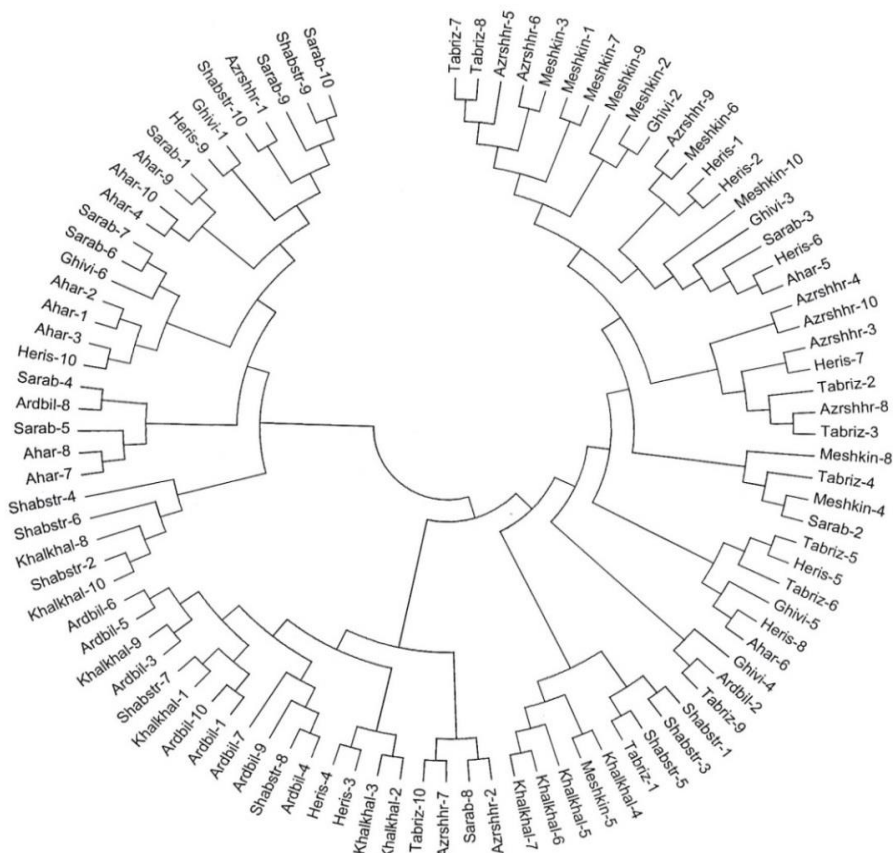 Tabriz-7
Tabriz-8
Azrshhr-5
Azrshhr-6
Meshkin-3
Meshkin-1
Meshkin-7
Meshkin-9
Meshkin-2
Ghivi-2
Azrshhr-9
Meshkin-6
Heris-1
Heris-2
Meshkin-10
Ghivi-3
Sarab-3
Heris-6
Ahar-5
Azrshhr-4
Azrshhr-10
Azrshhr-3
Heris-7
Tabriz-2
Azrshhr-8
Tabriz-3
Meshkin-8
Tabriz-4
Meshkin-4
Sarab-2
Tabriz-5
Heris-5
Tabriz-6
Ghivi-5
Heris-8
Ahar-6
Ghivi-4
Ardbil-2
Tabriz-9
Shabstr-1
Shabstr-3
Shabstr-5
Tabriz-1
Khalkhal-4
Meshkin-5
Khalkhal-5
Khalkhal-6
Khalkhal-7
Azrshhr-2
Sarab-8
Azrshhr-7
Tabriz-10
Khalkhal-2
Khalkhal-3
Heris-3
Heris-4
Ardbil-4
Shabstr-8
Ardbil-9
Ardbil-7
Ardbil-1
Ardbil-10
Khalkhal-1
Shabstr-7
Ardbil-3
Khalkhal-9
Ardbil-5
Ardbil-6
Khalkhal-10
Shabstr-2
Khalkhal-8
Shabstr-6
Shabstr-4
Ahar-7
Ahar-8
Sarab-5
Ardbil-8
Sarab-4
Heris-10
Ahar-3
Ahar-1
Ahar-2
Ghivi-6
Sarab-6
Sarab-7
Ahar-4
Ahar-10
Ahar-9
Sarab-1
Heris-9
Ghivi-1
Shabstr-10
Azrshhr-1
Sarab-9
Shabstr-9
Sarab-10